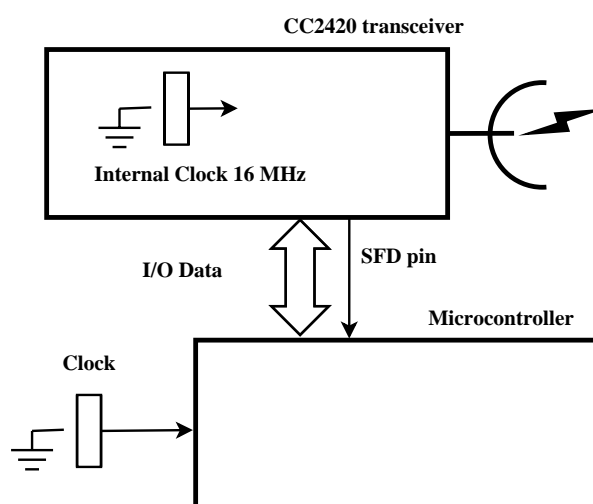 CC2420 transceiver
Internal Clock 16 MHz
I/O Data
SFD pin
Microcontroller
Clock